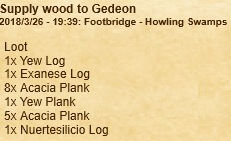 Supply wood to Gedeon
2018/3/26 - 19:39: Footbridge - Howling Swamps
Loot
1x Yew Log
1x Exanese Log
8x Acacia Plank
1x Yew Plank
5x Acacia Plank
1x Nuertesilicio Log